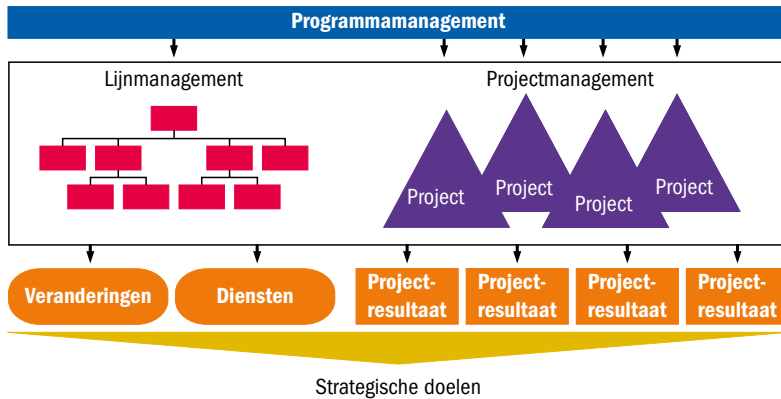 Programmamanagement
Lijnmanagement
Projectmanagement
Project
Project
Project
Project
Veranderingen
Diensten
Project-
resultaat
Project-
resultaat
Project-
resultaat
Project-
resultaat
Strategische doelen